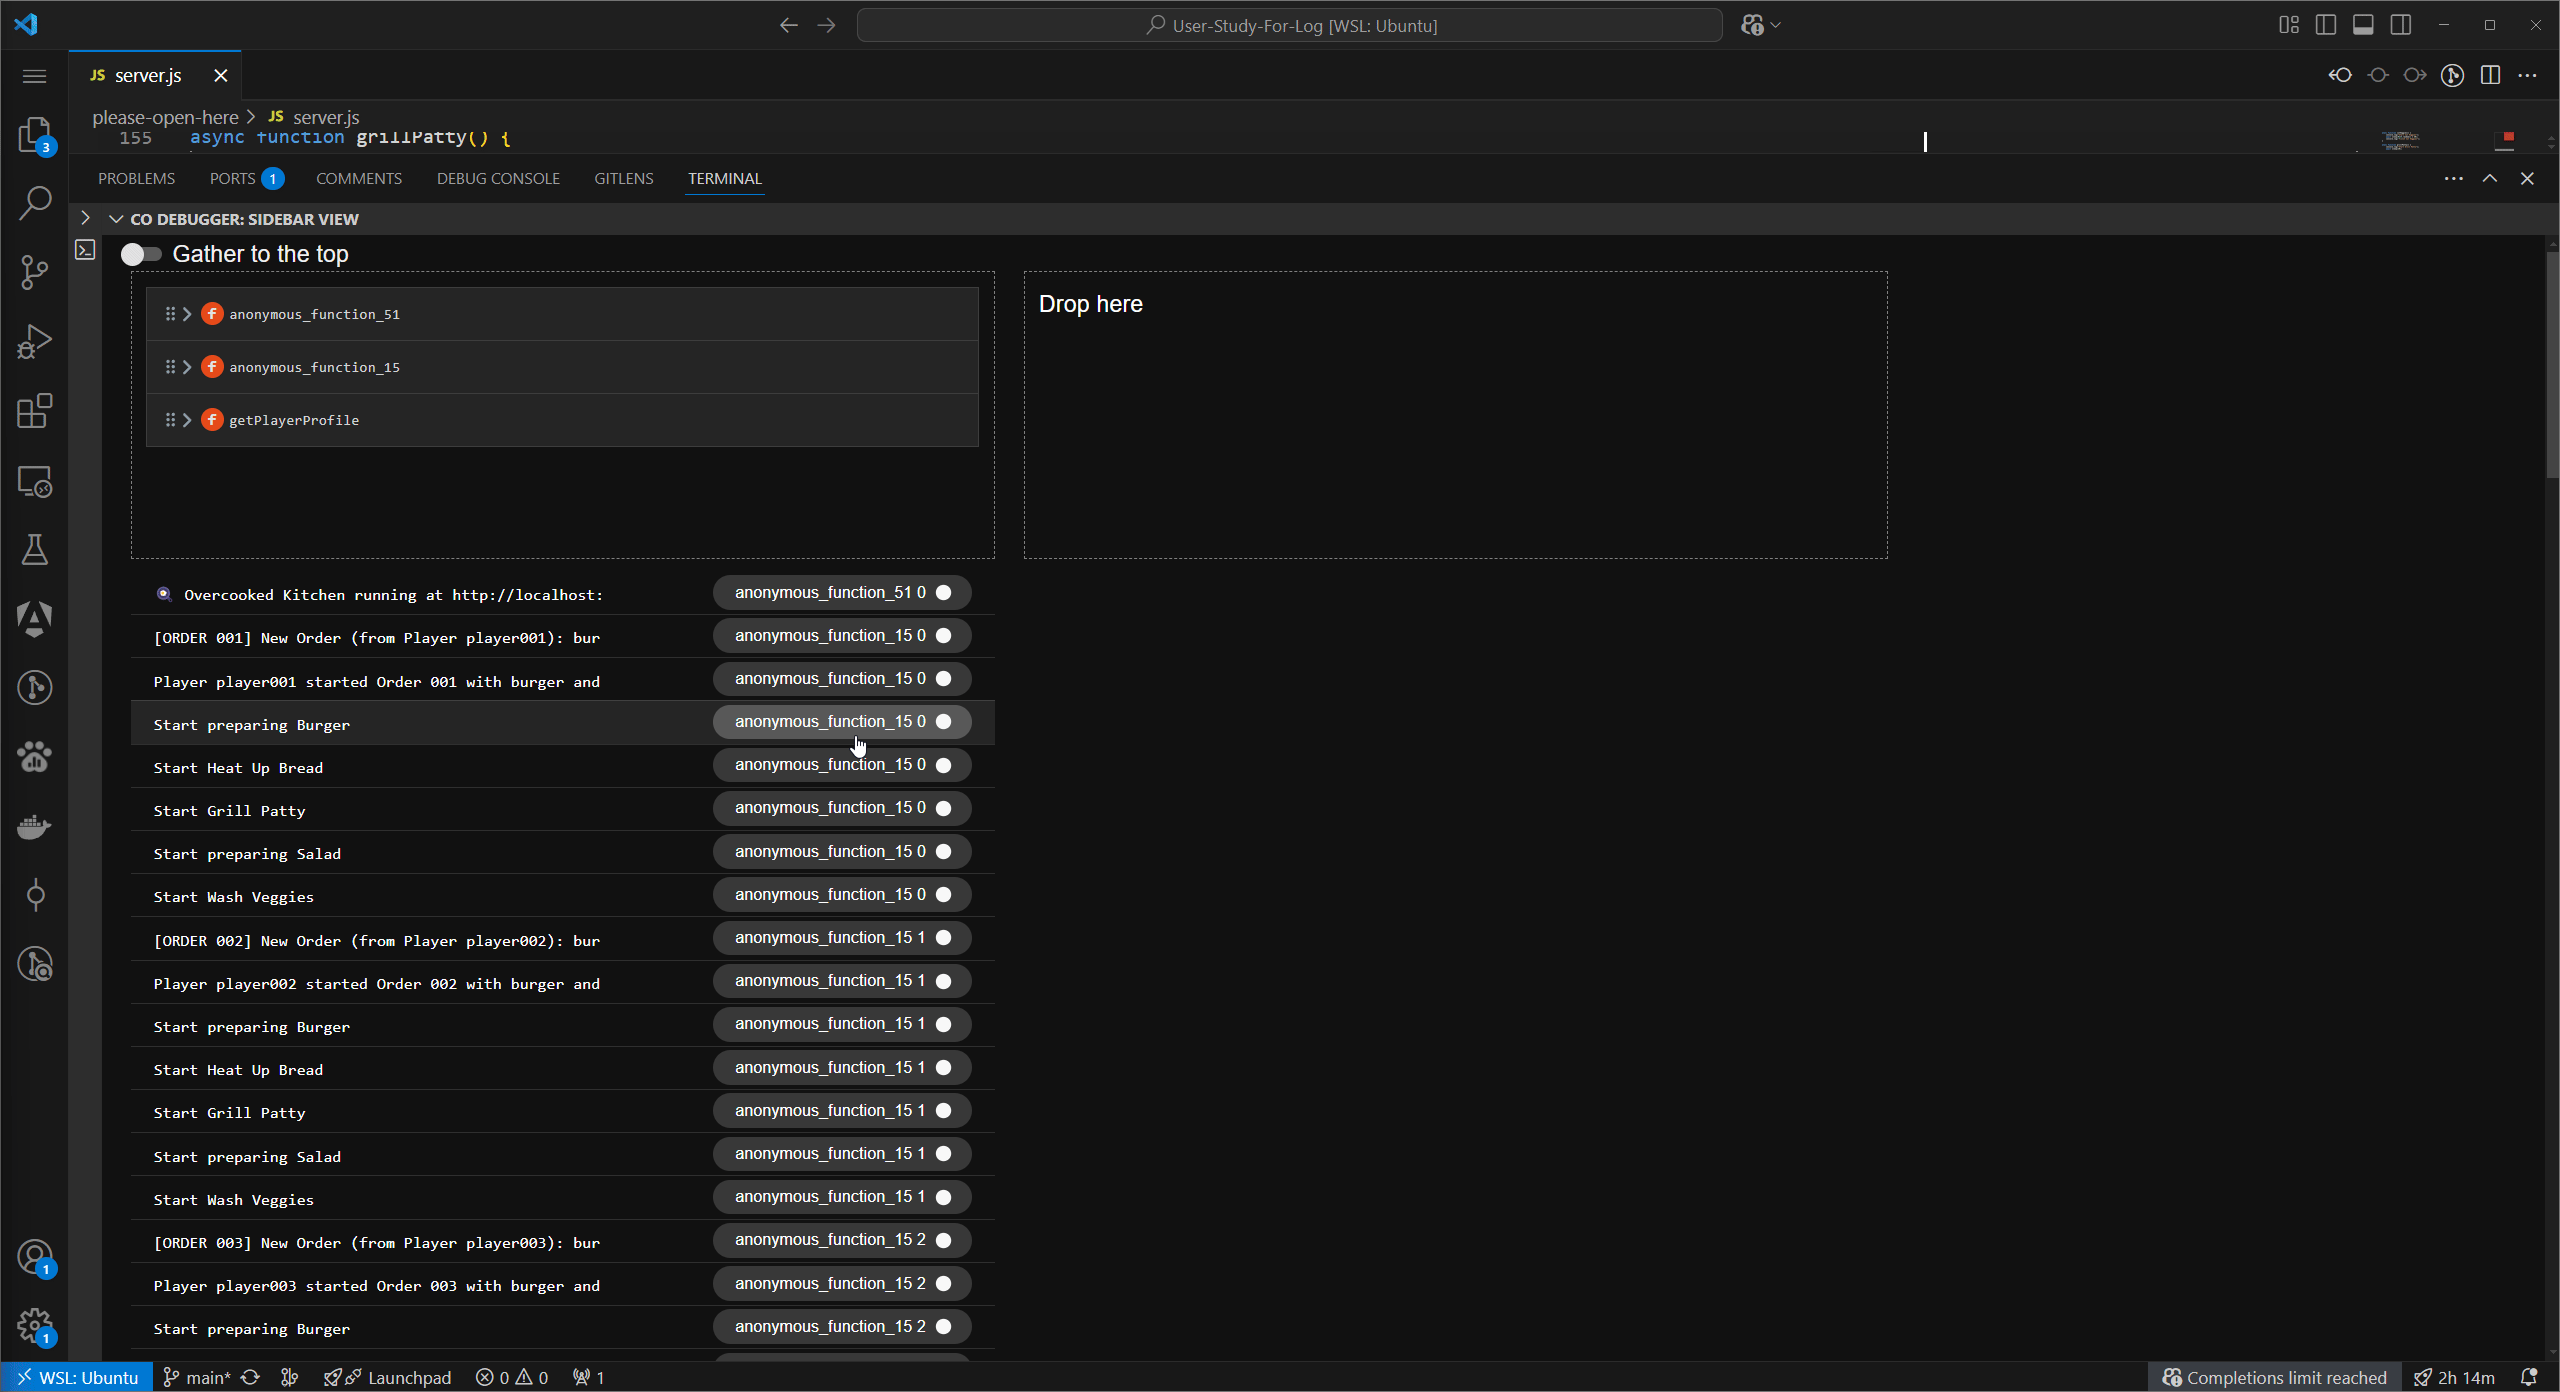 User-Study-For-Log [WSL: Ubuntu]
JS server.js
please-open-here > JS server.js
3
155 async function grillPatty() {
PROBLEMS PORTS 1 COMMENTS DEBUG CONSOLE GITLENS TERMINAL
CO DEBUGGER: SIDEBAR VIEW
Gather to the top
f anonymous_function_51
f anonymous_function_15
f getPlayerProfile
Drop here
Overcooked Kitchen running at http://localhost: anonymous_function_51 0
[ORDER 001] New Order (from Player player001): bur anonymous_function_15 0
Player player001 started Order 001 with burger and anonymous_function_15 0
Start preparing Burger anonymous_function_15 0
Start Heat Up Bread anonymous_function_15 0
Start Grill Patty anonymous_function_15 0
Start preparing Salad anonymous_function_15 0
Start Wash Veggies anonymous_function_15 0
[ORDER 002] New Order (from Player player002): bur anonymous_function_15 1
Player player002 started Order 002 with burger and anonymous_function_15 1
Start preparing Burger anonymous_function_15 1
Start Heat Up Bread anonymous_function_15 1
Start Grill Patty anonymous_function_15 1
Start preparing Salad anonymous_function_15 1
Start Wash Veggies anonymous_function_15 1
[ORDER 003] New Order (from Player player003): bur anonymous_function_15 2
Player player003 started Order 003 with burger and anonymous_function_15 2
Start preparing Burger anonymous_function_15 2
1
1
WSL: Ubuntu main* Launchpad 0 0 1 Completions limit reached 2h 14m